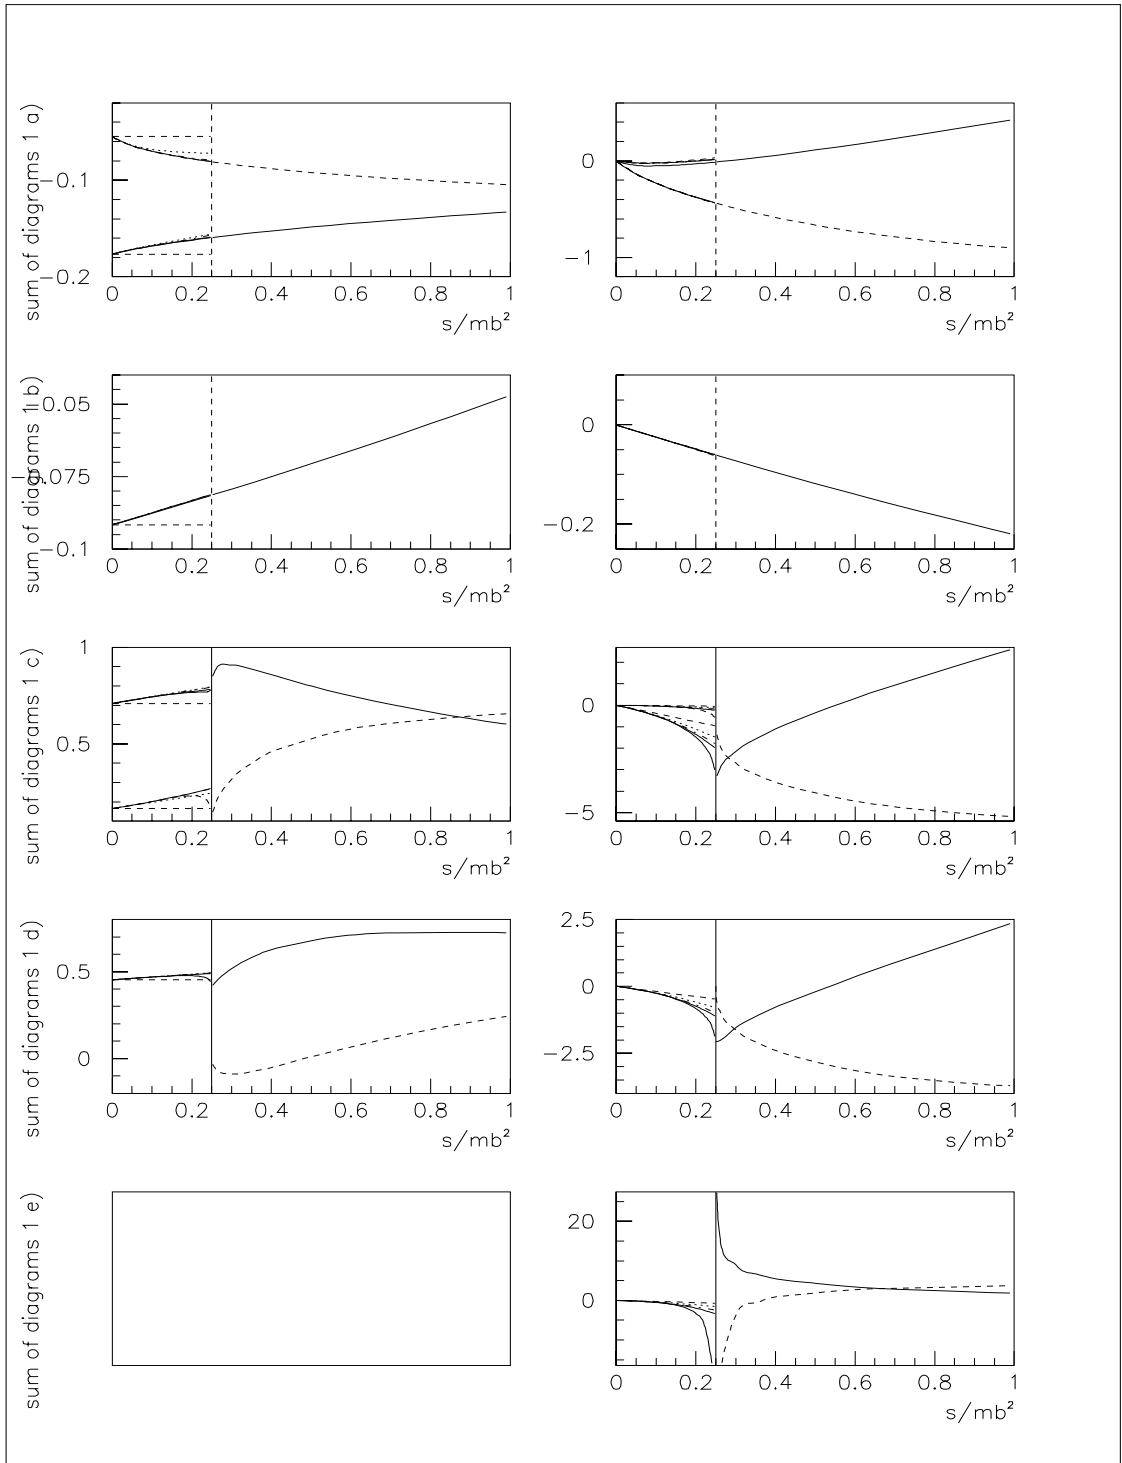 sum of diagrams 1 a)
−0.1
−0.2
0 0.2 0.4 0.6 0.8 1
s/mb²
0
−1
0 0.2 0.4 0.6 0.8 1
s/mb²
sum of diagrams 1 b)
−0.05
−0.075
−0.1
0 0.2 0.4 0.6 0.8 1
s/mb²
0
−0.2
0 0.2 0.4 0.6 0.8 1
s/mb²
sum of diagrams 1 c)
1
0.5
0 0.2 0.4 0.6 0.8 1
s/mb²
0
−5
0 0.2 0.4 0.6 0.8 1
s/mb²
sum of diagrams 1 d)
0.5
0
0 0.2 0.4 0.6 0.8 1
s/mb²
2.5
0
−2.5
0 0.2 0.4 0.6 0.8 1
s/mb²
sum of diagrams 1 e)
20
0
0 0.2 0.4 0.6 0.8 1
s/mb²